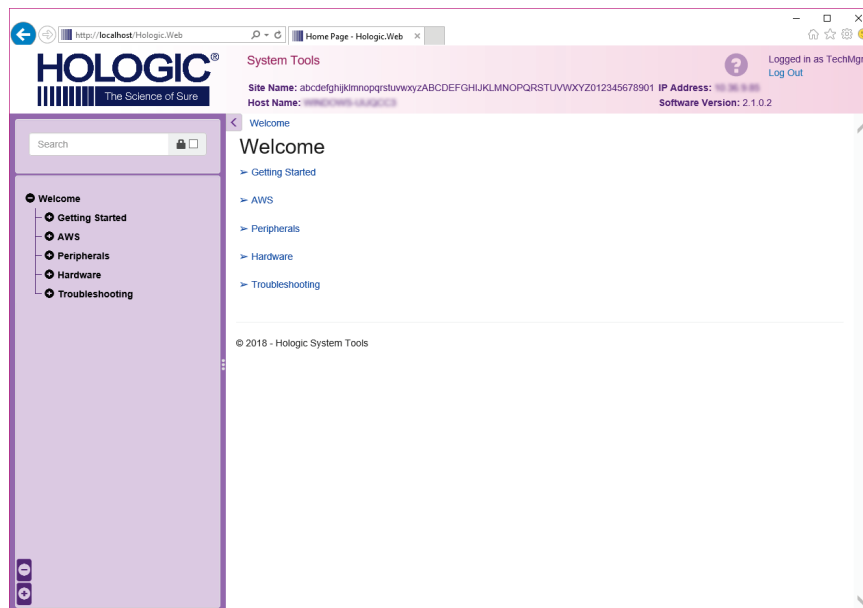 http://localhost/Hologic.Web
Home Page - Hologic.Web
HOLOGIC®
The Science of Sure
System Tools
Logged in as TechMgr
Log Out
Site Name: abcdefghijklmnopqrstuvwxyzABCDEFGHIJKLMNOPQRSTUVWXYZ012345678901 IP Address:
Host Name: Software Version: 2.1.0.2
Search
Welcome
Getting Started
AWS
Peripherals
Hardware
Troubleshooting
Welcome
Welcome
➢ Getting Started
➢ AWS
➢ Peripherals
➢ Hardware
➢ Troubleshooting
© 2018 - Hologic System Tools